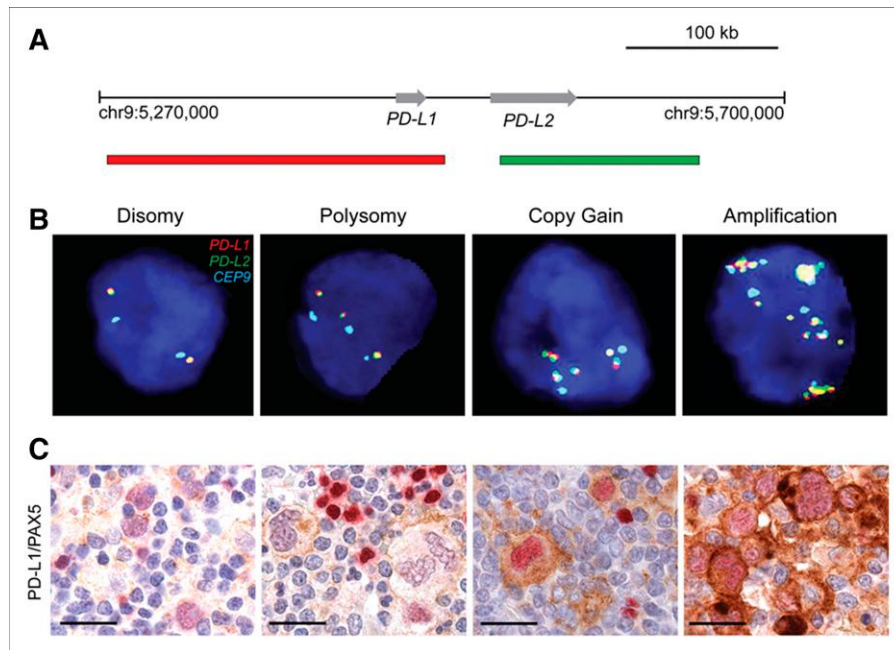 A
100 kb
chr9:5,270,000
PD-L1
PD-L2
chr9:5,700,000
B
Disomy
Polysomy
Copy Gain
Amplification
PD-L1
PD-L2
CEP9
C
PD-L1/PAX5